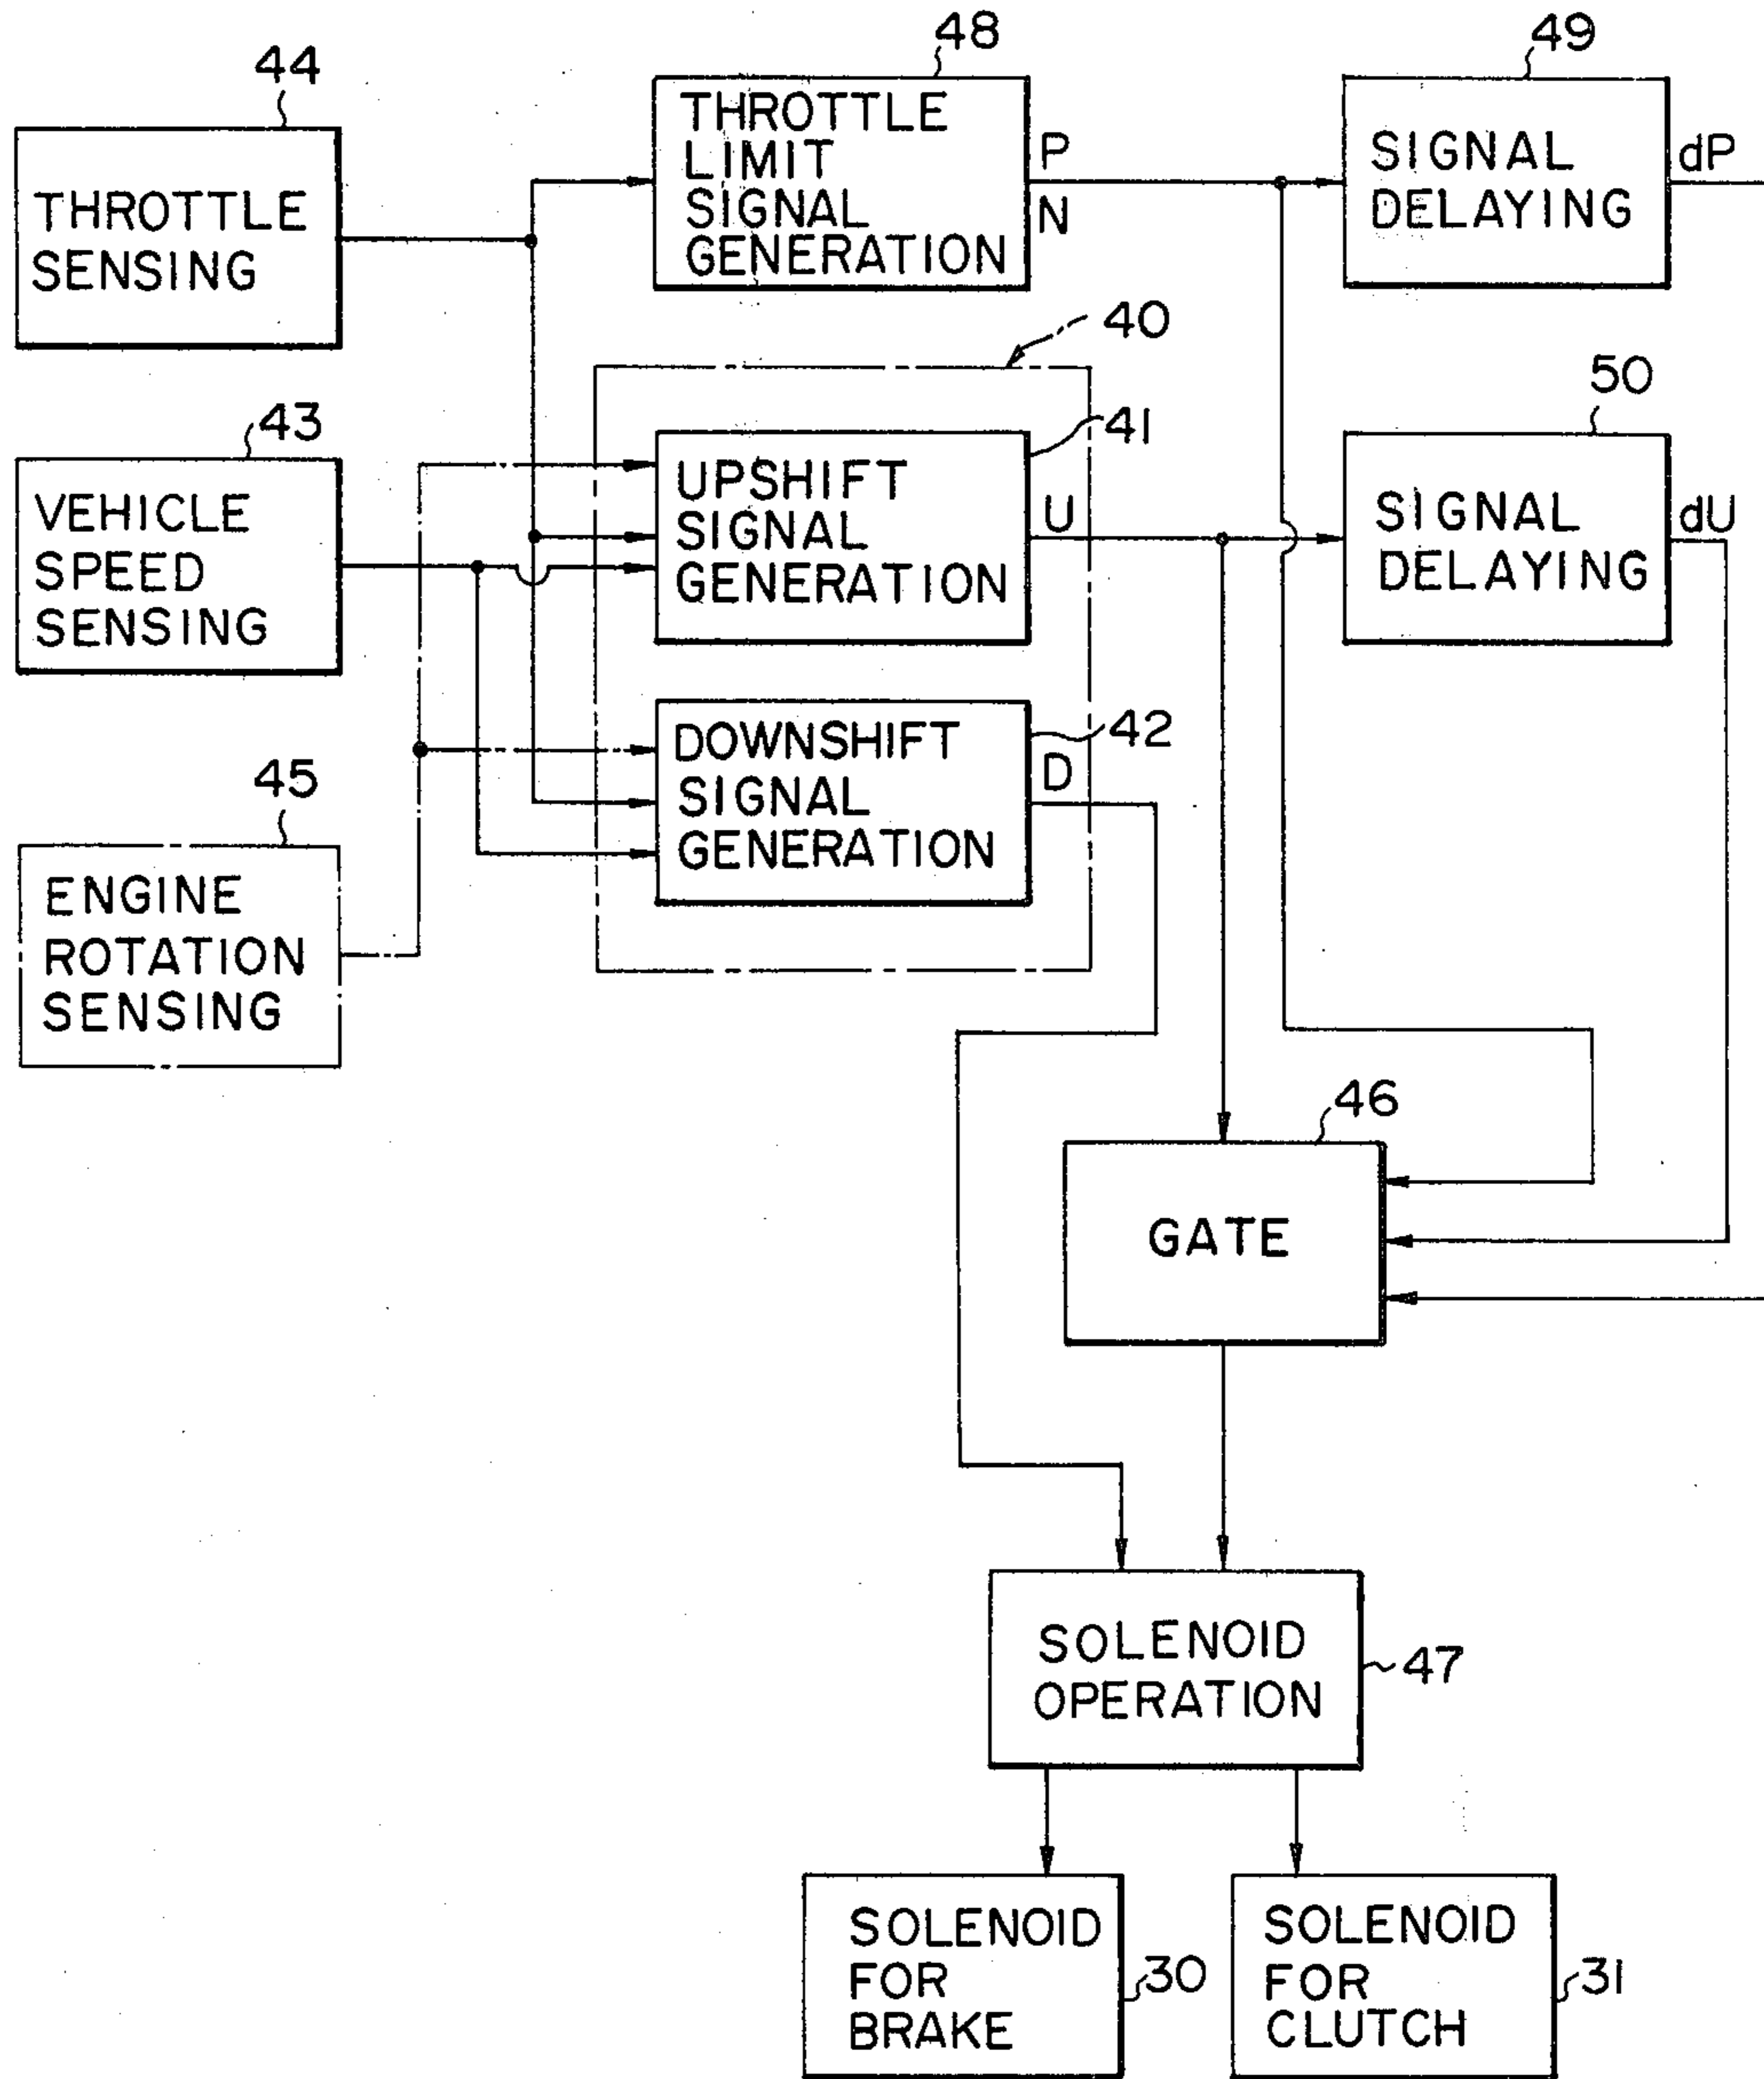 44
THROTTLE
SENSING
48
THROTTLE
LIMIT
SIGNAL
GENERATION
P
N
49
SIGNAL
DELAYING
dP
40
43
VEHICLE
SPEED
SENSING
41
UPSHIFT
SIGNAL
GENERATION
U
50
SIGNAL
DELAYING
dU
42
DOWNSHIFT
SIGNAL
GENERATION
D
45
ENGINE
ROTATION
SENSING
46
GATE
SOLENOID
OPERATION
47
SOLENOID
FOR
BRAKE
30
SOLENOID
FOR
CLUTCH
31